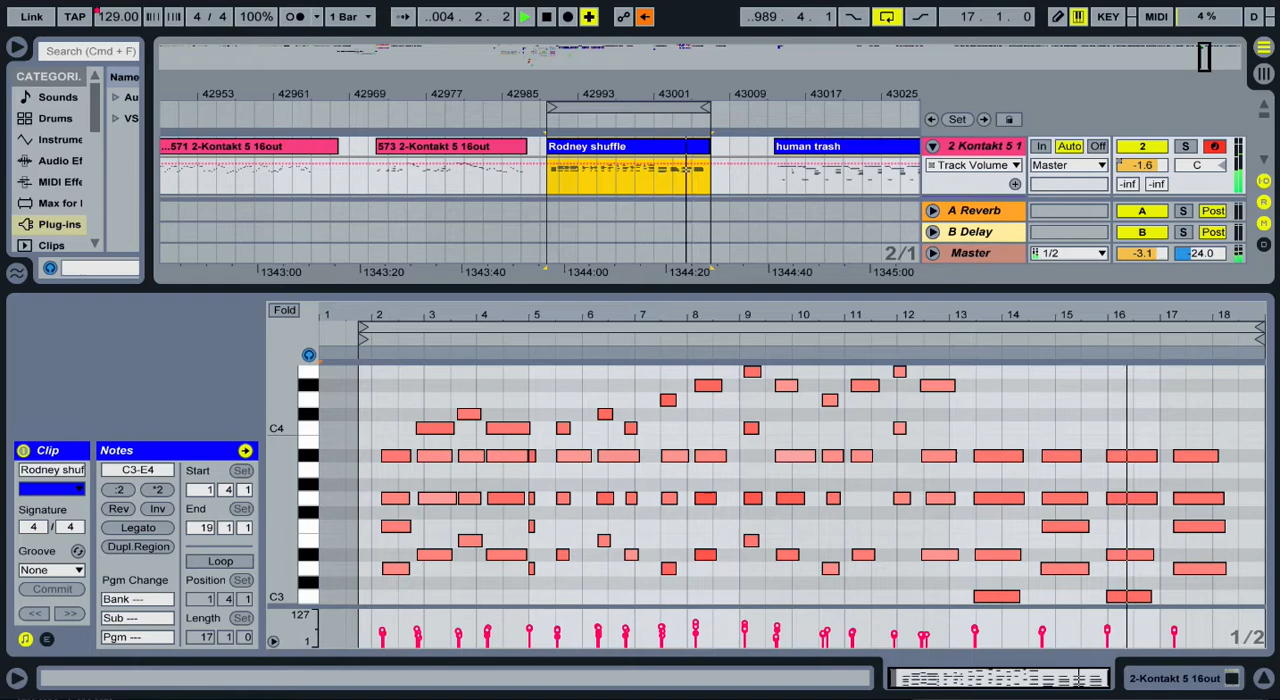 Link TAP 129.00 4 / 4 100% 1 Bar ..004. 2. 2 ..989. 4. 1 17. 1. 0 KEY MIDI 4 % D
Search (Cmd + F)
CATEGORI. Name
Sounds Au
Drums VS
Instrume
Audio Ef
MIDI Effe
Max for I
Plug-ins
Clips
42953 42961 42969 42977 42985 42993 43001 43009 43017 43025
Set
...571 2-Kontakt 5 16out 573 2-Kontakt 5 16out Rodney shuffle human trash 2 Kontakt 5 1 In Auto Off 2 S
Track Volume Master -1.6 C
-inf -inf
A Reverb A S Post
B Delay B S Post
2/1 Master 1/2 -3.1 -24.0
1343:00 1343:20 1343:40 1344:00 1344:20 1344:40 1345:00
Fold 1 2 3 4 5 6 7 8 9 10 11 12 13 14 15 16 17 18
C4
C3
127
1
1/2
Clip
Rodney shuf
Signature
4 / 4
Groove
None
Commit
<< >>
E
Notes
C3-E4
:2 *2
Rev Inv
Legato
Dupl.Region
Pgm Change
Bank ---
Sub ---
Pgm ---
Start Set
1 4 1
End Set
19 1 1
Loop
Position Set
1 4 1
Length Set
17 1 0
2-Kontakt 5 16out